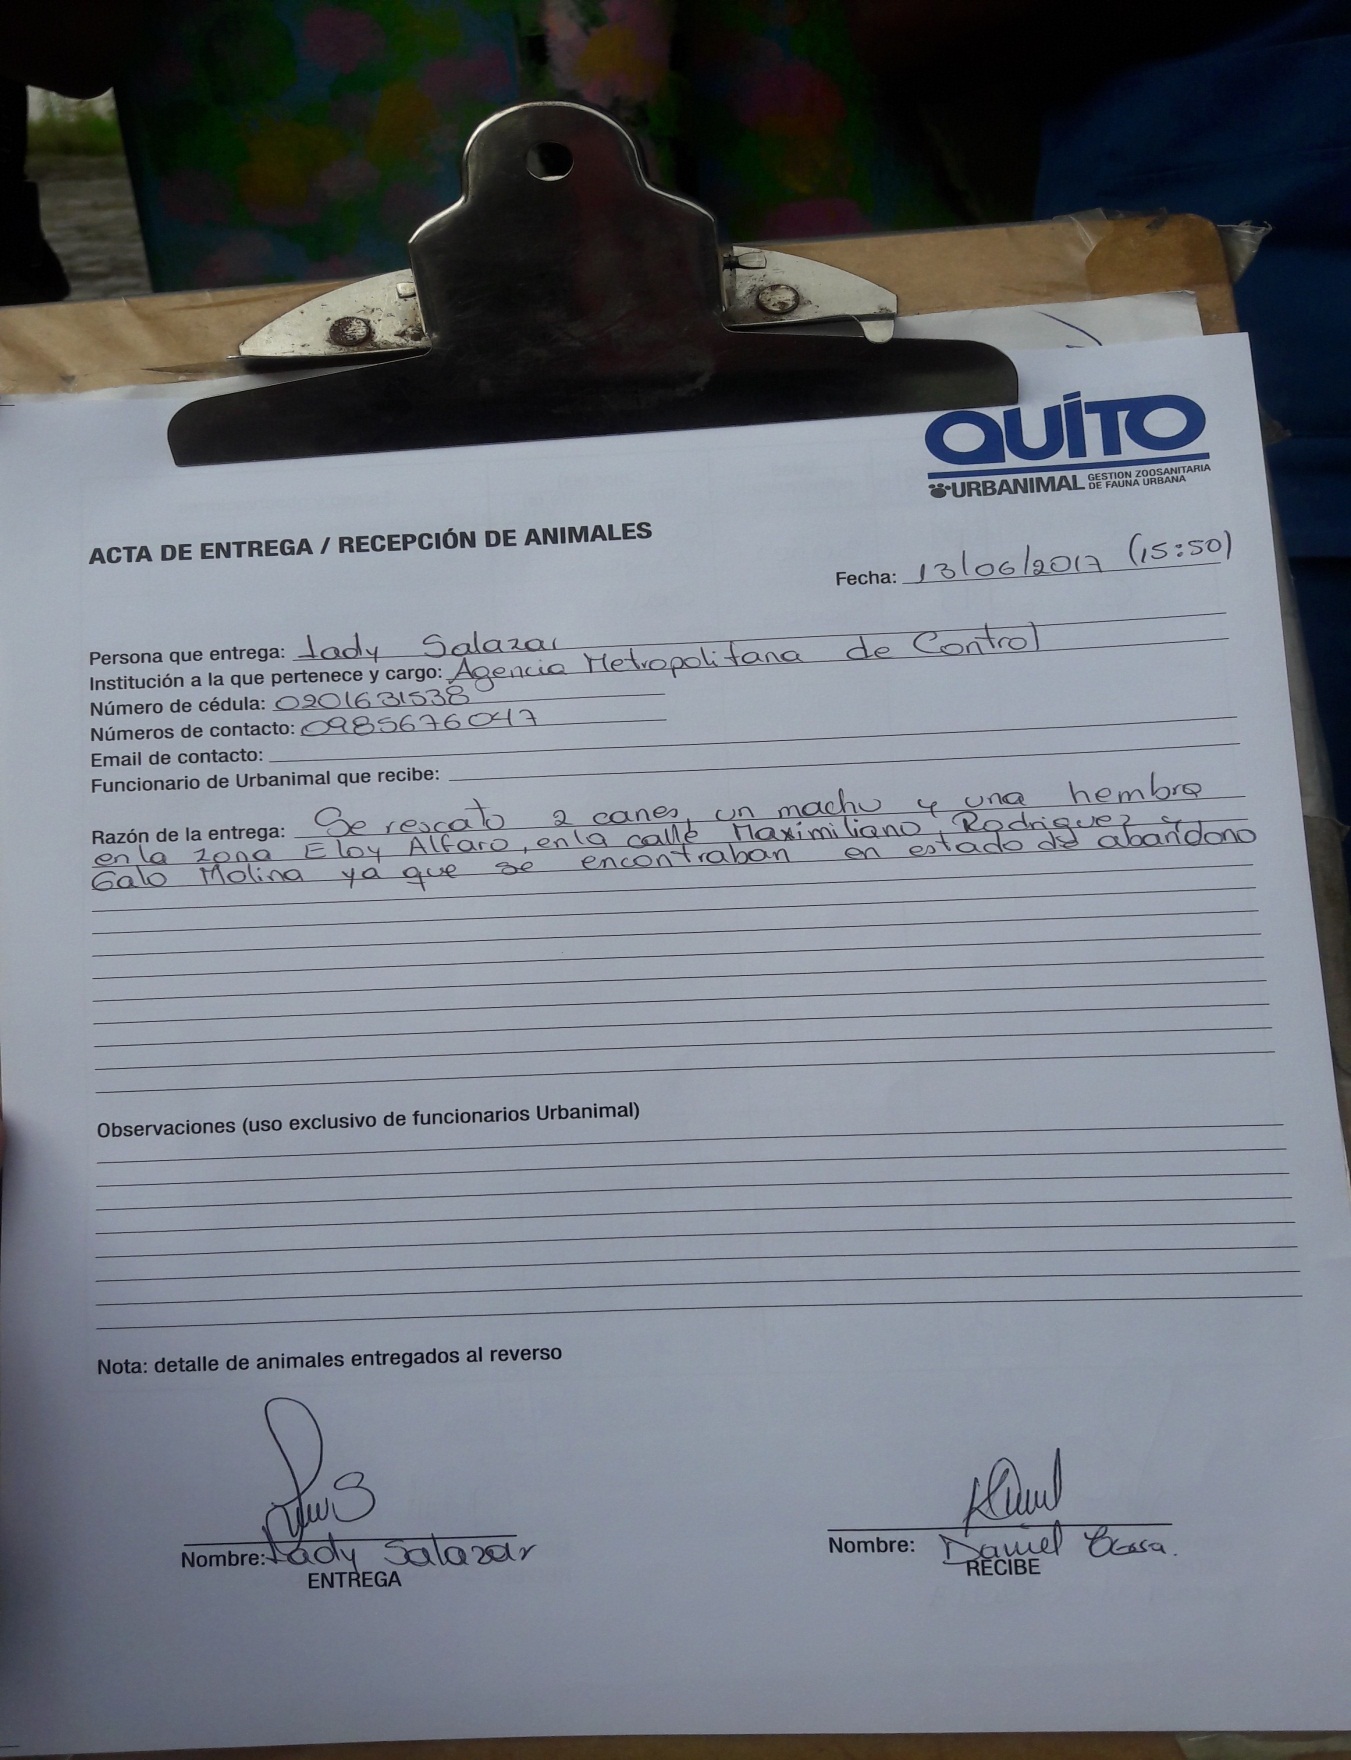 QUITO
URBANIMAL GESTION ZOOSANITARIA
DE FAUNA URBANA
ACTA DE ENTREGA / RECEPCIÓN DE ANIMALES
Fecha: 13/06/2017 (15:50)
Persona que entrega: Lady Salazar
Institución a la que pertenece y cargo: Agencia Metropolitana de Control
Número de cédula: 0201631538
Números de contacto: 0985676047
Email de contacto:
Funcionario de Urbanimal que recibe:
Razón de la entrega: Se rescato 2 canes, un macho y una hembra
en la zona Eloy Alfaro, en la calle Maximiliano Rodriguez y
Galo Molina ya que se encontraban en estado de abandono
Observaciones (uso exclusivo de funcionarios Urbanimal)
Nota: detalle de animales entregados al reverso
Nombre: Lady Salazar
ENTREGA
Nombre: Daniel
RECIBE